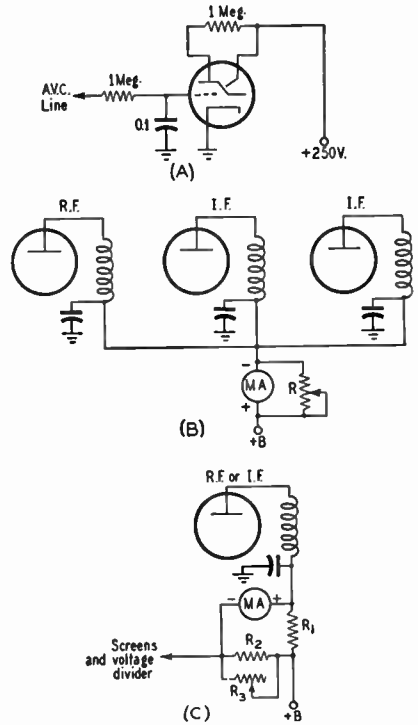 1 Meg.
A.V.C.
Line
1Meg.
0.1
+250V.
(A)
R.F.
I.F.
I.F.
-
MA
+
R
+B
(B)
R.F. or I.F.
-
MA
+
R1
Screens
and voltage
divider
R2
R3
+B
(C)